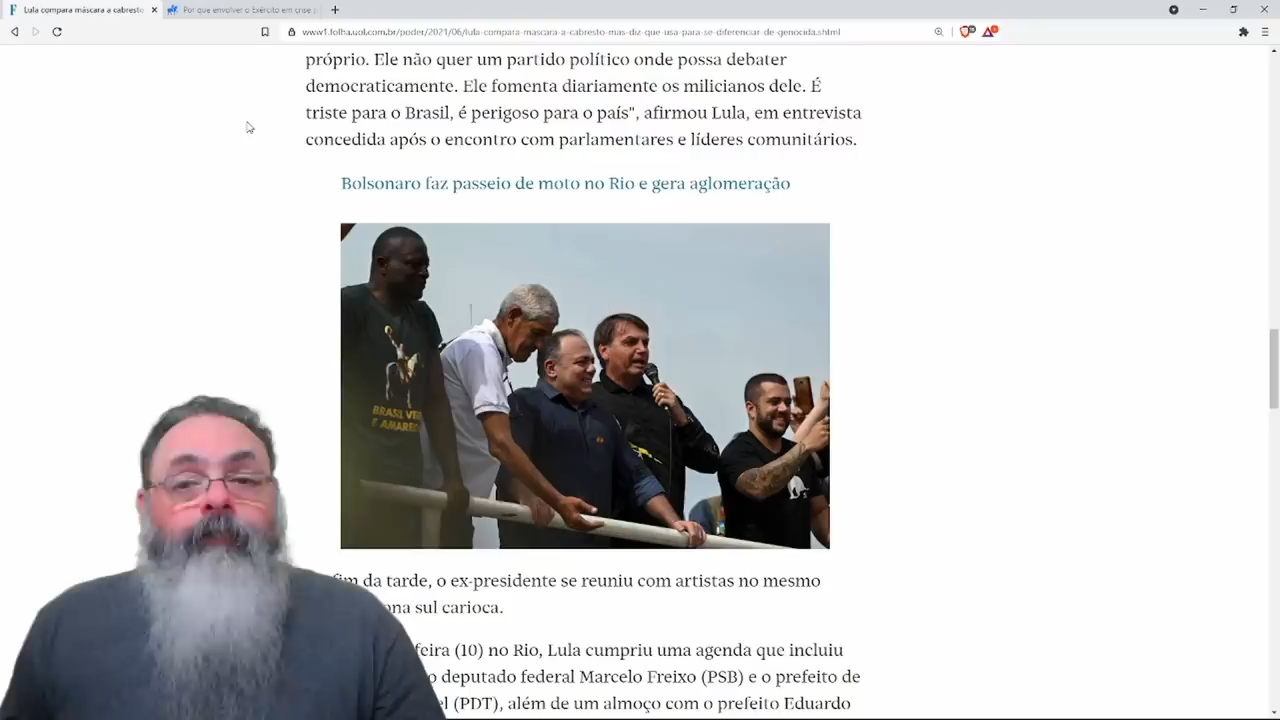 Lula compara máscara a cabresto
Por que envolver o Exército em crise
www1.folha.uol.com.br/poder/2021/06/lula-compara-mascara-a-cabresto-mas-diz-que-usa-para-se-diferenciar-de-genocida.shtml
próprio. Ele não quer um partido político onde possa debater
democraticamente. Ele fomenta diariamente os milicianos dele. É
triste para o Brasil, é perigoso para o país", afirmou Lula, em entrevista
concedida após o encontro com parlamentares e líderes comunitários.
Bolsonaro faz passeio de moto no Rio e gera aglomeração
BRASIL
E
fim da tarde, o ex-presidente se reuniu com artistas no mesmo
ona sul carioca.
feira (10) no Rio, Lula cumpriu uma agenda que incluiu
o deputado federal Marcelo Freixo (PSB) e o prefeito de
el (PDT), além de um almoço com o prefeito Eduardo